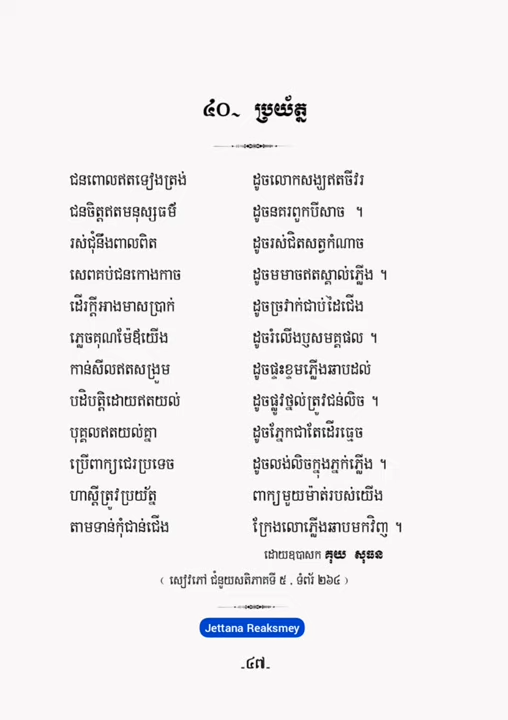 ៤០~ ប្រយ័ត្ន
ជនពោលឥតទៀងត្រង់ ដូចលោកសង្ឃឥតចីវរ
ជនចិត្តឥតមនុស្សធម៌ ដូចនគរពួកបីសាច ។
រស់ជុំនឹងពាលពិត ដូចរស់ជិតសត្វកំណាច
សេពគប់ជនកោងកាច ដូចមមាចឥតស្គាល់ភ្លើង ។
ដើរក្តីអាងមាសប្រាក់ ដូចច្រវាក់ជាប់ដៃជើង
ភ្លេចគុណម៉ែឪយើង ដូចរំលើងឫសមគ្គផល ។
កាន់សីលឥតសង្រួម ដូចផ្ទះខ្ទមភ្លើងឆាបដល់
បដិបត្តិដោយឥតយល់ ដូចផ្លូវថ្នល់ត្រូវជន់លិច ។
បុគ្គលឥតយល់គ្នា ដូចភ្នែកជាតែដើរធ្មេច
ប្រើពាក្យជេរប្រទេច ដូចលង់លិចក្នុងភ្នក់ភ្លើង ។
ហាស្តីត្រូវប្រយ័ត្ន ពាក្យមួយម៉ាត់របស់យើង
តាមទាន់កុំជាន់ជើង ក្រែងលោភ្លើងឆាបមកវិញ ។
ដោយឧបាសក គុយ សុធន
( សៀវភៅ ជំនួយសតិភាគទី ៥ . ទំព័រ ២៦៤ )
Jettana Reaksmey
-៤៧-